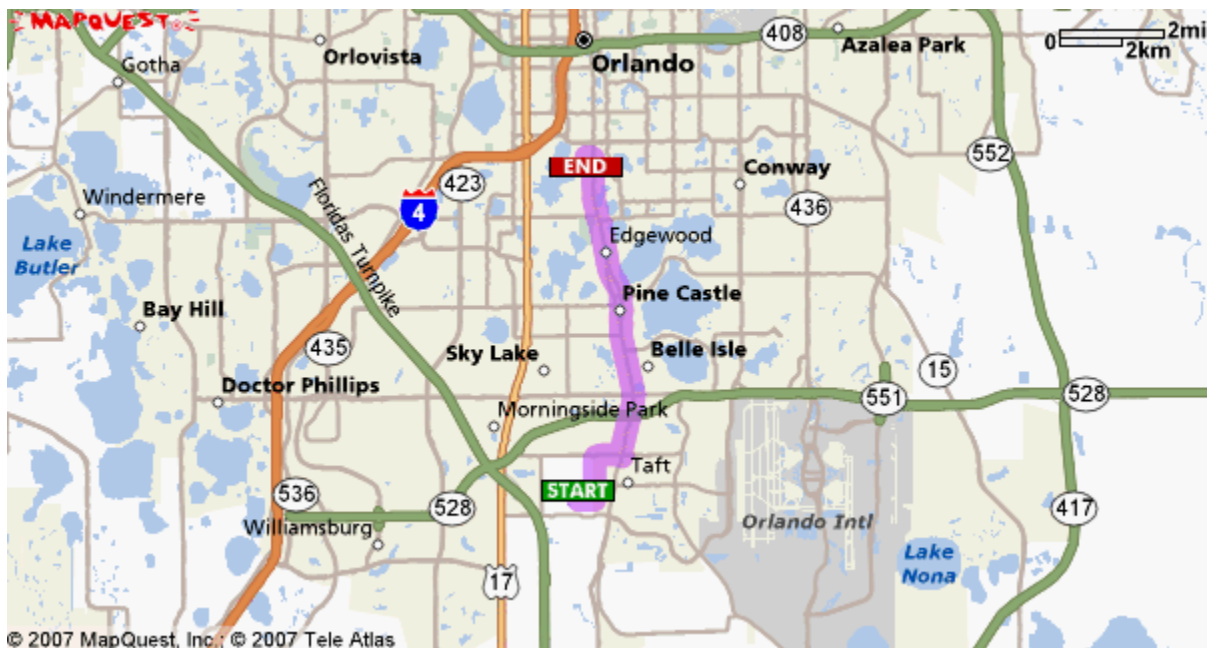 MAPQUEST
408
Azalea Park
0
2mi
2km
Orlovista
Orlando
Gotha
552
END
Conway
423
Windermere
4
436
Floridas Turnpike
Edgewood
Lake
Butler
Pine Castle
Bay Hill
435
Sky Lake
Belle Isle
15
Doctor Phillips
551
528
Morningside Park
Taft
START
536
528
417
Williamsburg
Orlando Intl
Lake
Nona
17
© 2007 MapQuest, Inc.; © 2007 Tele Atlas